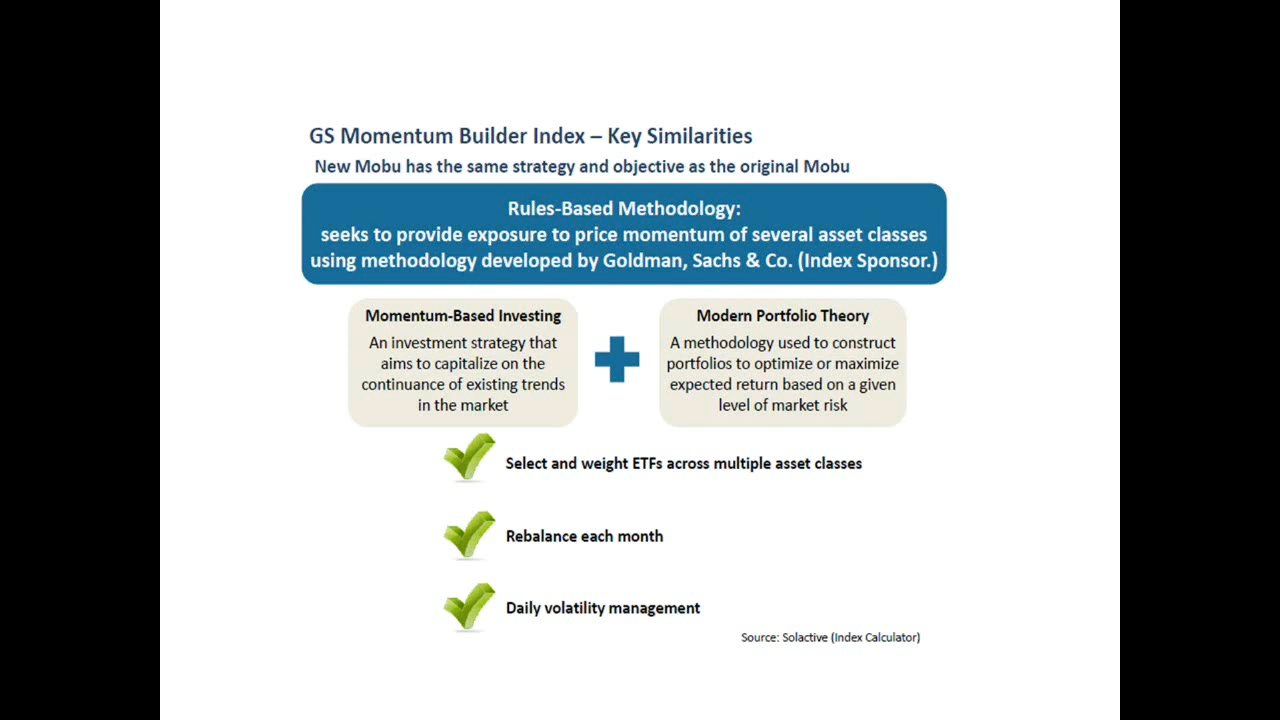 GS Momentum Builder Index – Key Similarities
New Mobu has the same strategy and objective as the original Mobu
Rules-Based Methodology:
seeks to provide exposure to price momentum of several asset classes
using methodology developed by Goldman, Sachs & Co. (Index Sponsor.)
Momentum-Based Investing
An investment strategy that
aims to capitalize on the
continuance of existing trends
in the market
Modern Portfolio Theory
A methodology used to construct
portfolios to optimize or maximize
expected return based on a given
level of market risk
Select and weight ETFs across multiple asset classes
Rebalance each month
Daily volatility management
Source: Solactive (Index Calculator)